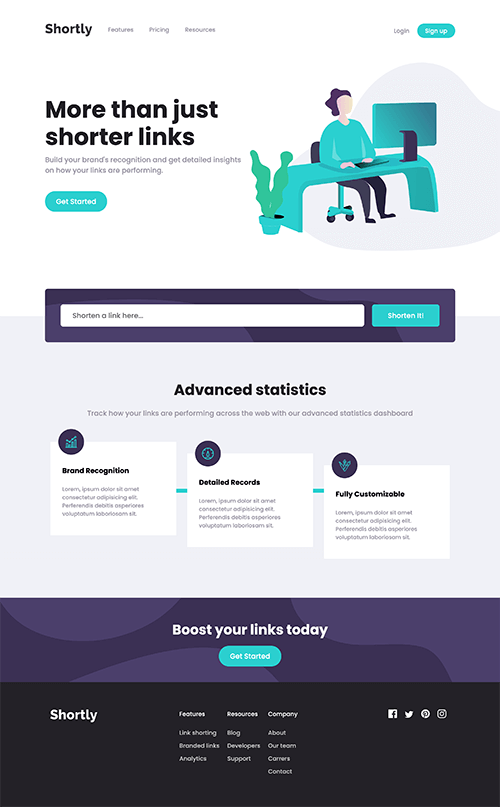 Shortly
Features Pricing Resources
Login Sign up
More than just
shorter links
Build your brand's recognition and get detailed insights
on how your links are performing.
Get Started
Shorten a link here...
Shorten It!
Advanced statistics
Track how your links are performing across the web with our advanced statistics dashboard
Brand Recognition
Lorem, ipsum dolor sit amet
consectetur adipisicing elit.
Perferendis debitis asperiores
voluptatum laboriosam sit.
Detailed Records
Lorem, ipsum dolor sit amet
consectetur adipisicing elit.
Perferendis debitis asperiores
voluptatum laboriosam sit.
Fully Customizable
Lorem, ipsum dolor sit amet
consectetur adipisicing elit.
Perferendis debitis asperiores
voluptatum laboriosam sit.
Boost your links today
Get Started
Shortly
Features
Link shorting
Branded links
Analytics
Resources
Blog
Developers
Support
Company
About
Our team
Carrers
Contact